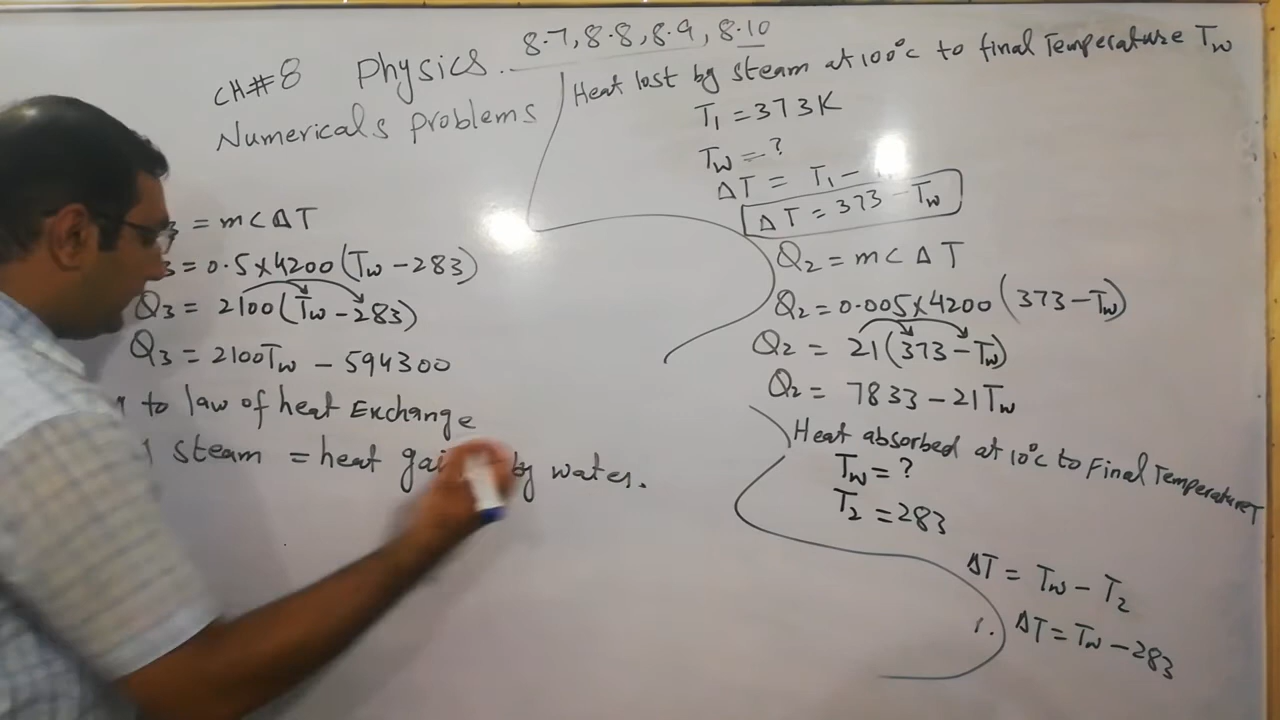 CH#8 Physics. 8.7, 8.8, 8.9, 8.10
Numericals problems
3 = mcΔT
3 = 0.5×4200(Tw-283)
Q3 = 2100(Tw-283)
Q3 = 2100Tw - 594300
to law of heat Exchange
steam = heat by water.
Heat lost by steam at 100°c to final Temperature Tw
T1 = 373K
Tw = ?
ΔT = T1 -
ΔT = 373 - Tw
Q2 = mcΔT
Q2 = 0.005×4200(373-Tw)
Q2 = 21(373-Tw)
Q2 = 7833-21Tw
Heat absorbed at 10°c to Final TemperatureT
Tw = ?
T2 = 283
ΔT = Tw - T2
ΔT = Tw - 283